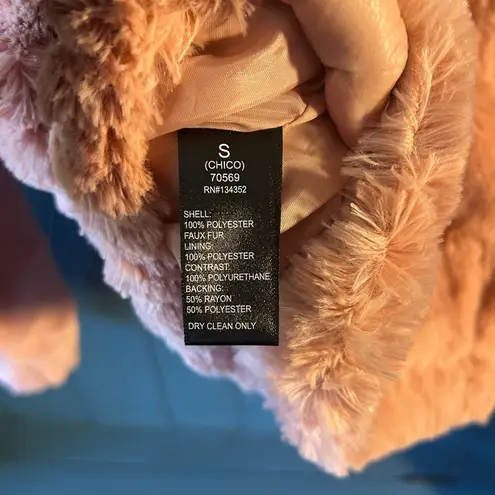 S
(CHICO)
70569
RN#134352
SHELL:
100% POLYESTER
FAUX FUR
LINING:
100% POLYESTER
CONTRAST:
100% POLYURETHANE
BACKING:
50% RAYON
50% POLYESTER
DRY CLEAN ONLY